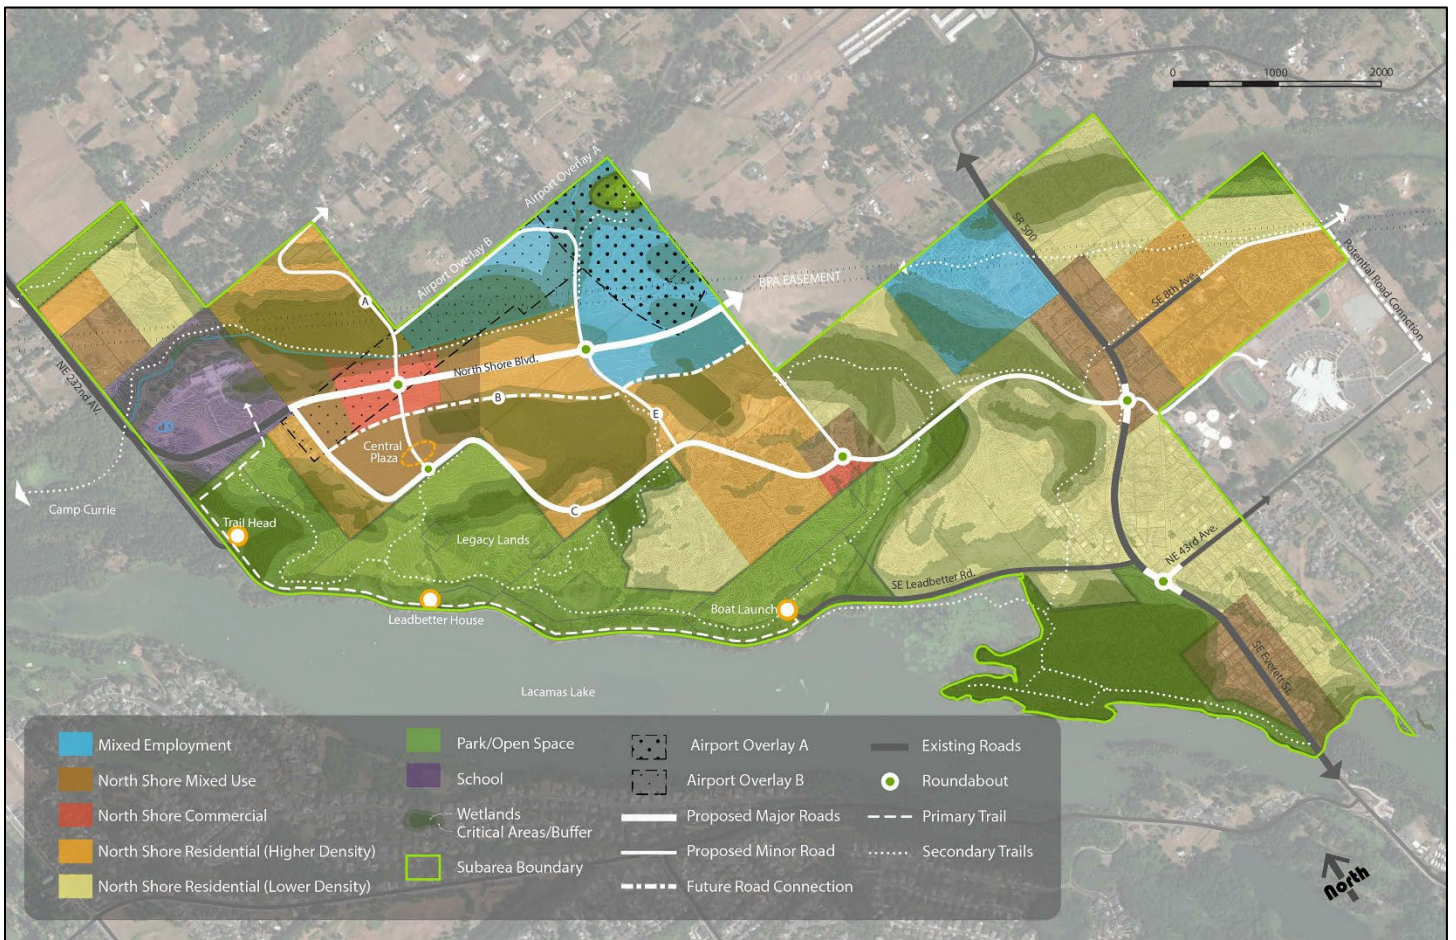 0 1000 2000
Airport Overlay A
Airport Overlay B
SR 500
BPA EASEMENT
SE 8th Ave.
Potential Road Connction
A
North Shore Blvd.
B
E
NE 232nd AV.
Central
Plaza
C
Camp Currie
Trail Head
Legacy Lands
NE 43rd Ave.
SE Leadbetter Rd.
Boat Launch
Leadbetter House
SE Everett St.
Lacamas Lake
Mixed Employment
North Shore Mixed Use
North Shore Commercial
North Shore Residential (Higher Density)
North Shore Residential (Lower Density)
Park/Open Space
School
Wetlands
Critical Areas/Buffer
Subarea Boundary
Airport Overlay A
Airport Overlay B
Proposed Major Roads
Proposed Minor Road
Future Road Connection
Existing Roads
Roundabout
Primary Trail
Secondary Trails
North